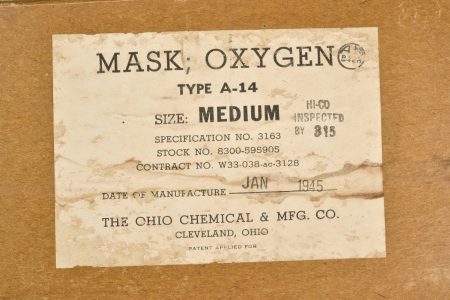 MASK, OXYGEN
TYPE A-14
SIZE: MEDIUM
HI-CO
INSPECTED
BY 315
SPECIFICATION NO. 3163
STOCK NO. 8300-595905
CONTRACT NO. W33-038-ac-3128
DATE OF MANUFACTURE JAN 1945
THE OHIO CHEMICAL & MFG. CO.
CLEVELAND, OHIO
PATENT APPLIED FOR